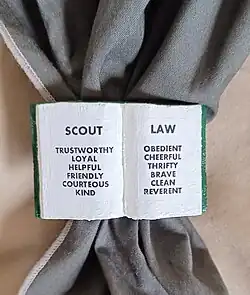 SCOUT
TRUSTWORTHY
LOYAL
HELPFUL
FRIENDLY
COURTEOUS
KIND
LAW
OBEDIENT
CHEERFUL
THRIFTY
BRAVE
CLEAN
REVERENT